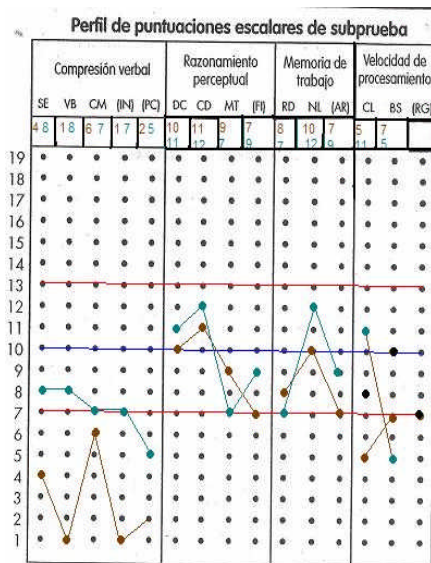 Perfil de puntuaciones escalares de subprueba
Compresión verbal
Razonamiento perceptual
Memoria de trabajo
Velocidad de procesamiento
SE VB CM (IN) (PC) DC CD MT (FI) RD NL (AR) CL BS (RG)
4 8 1 8 6 7 1 7 2 5 10 11 9 7 8 10 7 5 7
11 12 7 9 7 12 9 11 5
19
18
17
16
15
14
13
12
11
10
9
8
7
6
5
4
3
2
1